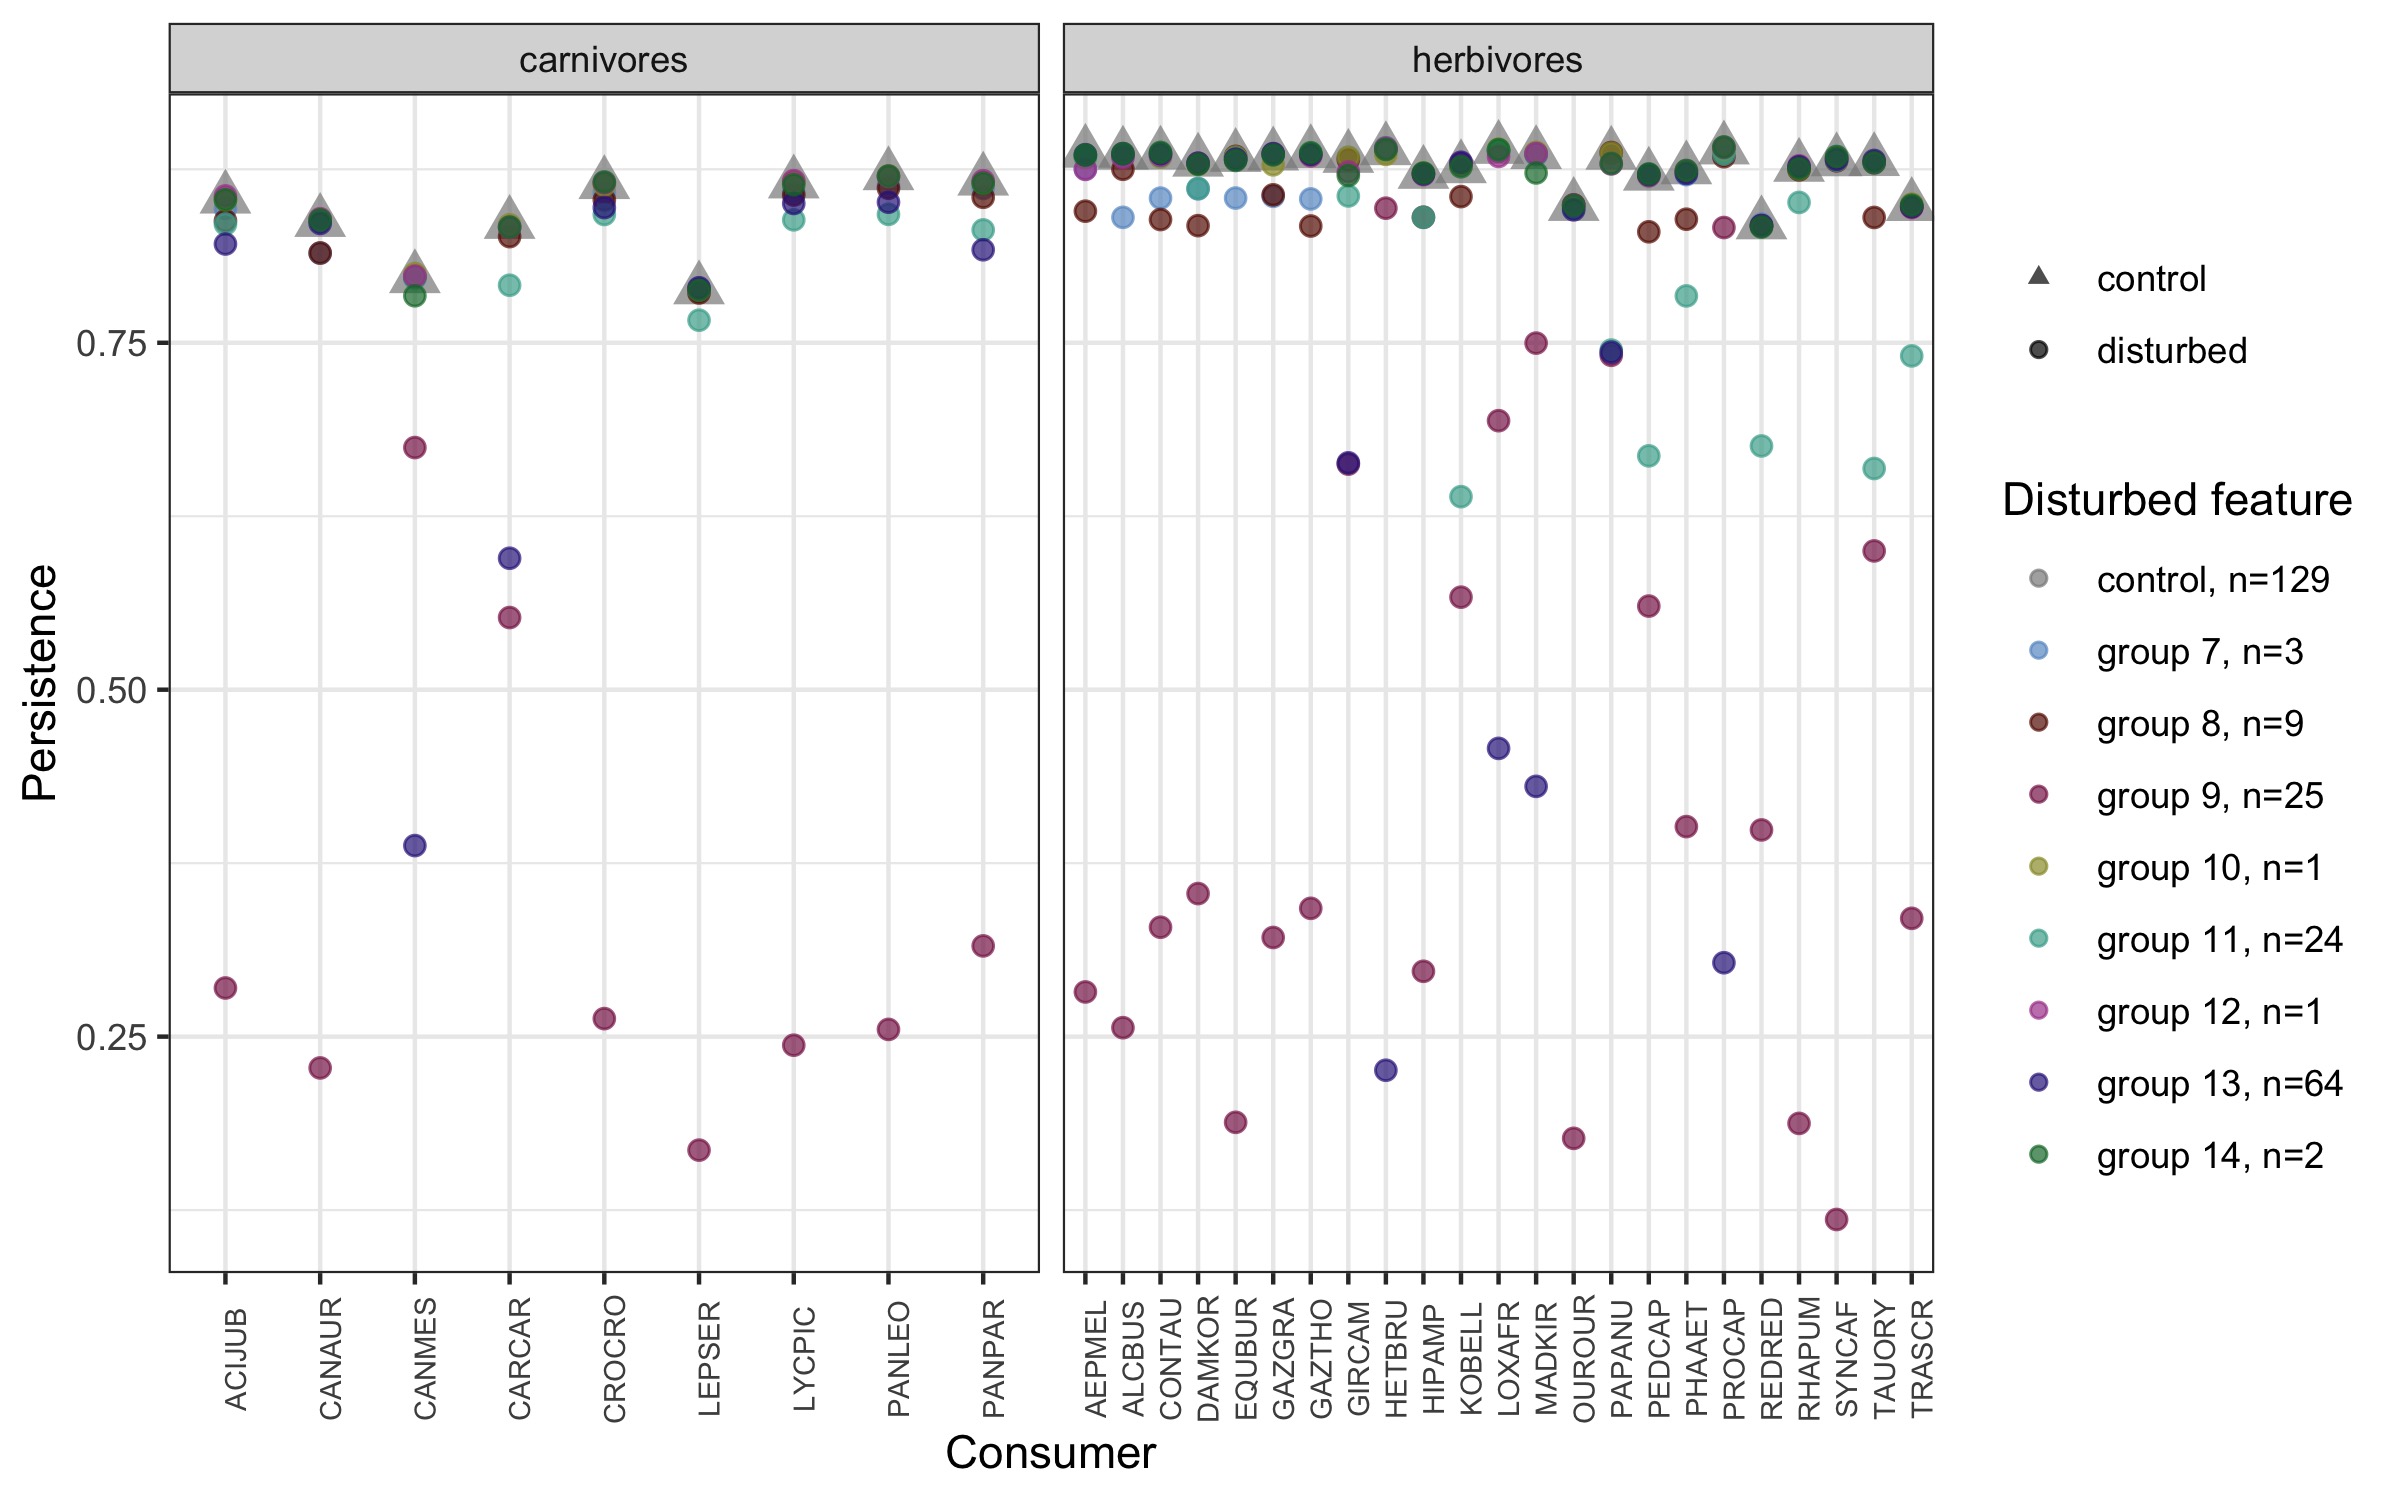 carnivores
herbivores
0.75
0.50
0.25
Persistence
ACIJUB
CANAUR
CANMES
CARCAR
CROCRO
LEPSER
LYCPIC
PANLEO
PANPAR
AEPMEL
ALCBUS
CONTAU
DAMKOR
EQUBUR
GAZGRA
GAZTHO
GIRCAM
HETBRU
HIPAMP
KOBELL
LOXAFR
MADKIR
OUROUR
PAPANU
PEDCAP
PHAAET
PROCAP
REDRED
RHAPUM
SYNCAF
TAUORY
TRASCR
Consumer
control
disturbed
Disturbed feature
control, n=129
group 7, n=3
group 8, n=9
group 9, n=25
group 10, n=1
group 11, n=24
group 12, n=1
group 13, n=64
group 14, n=2